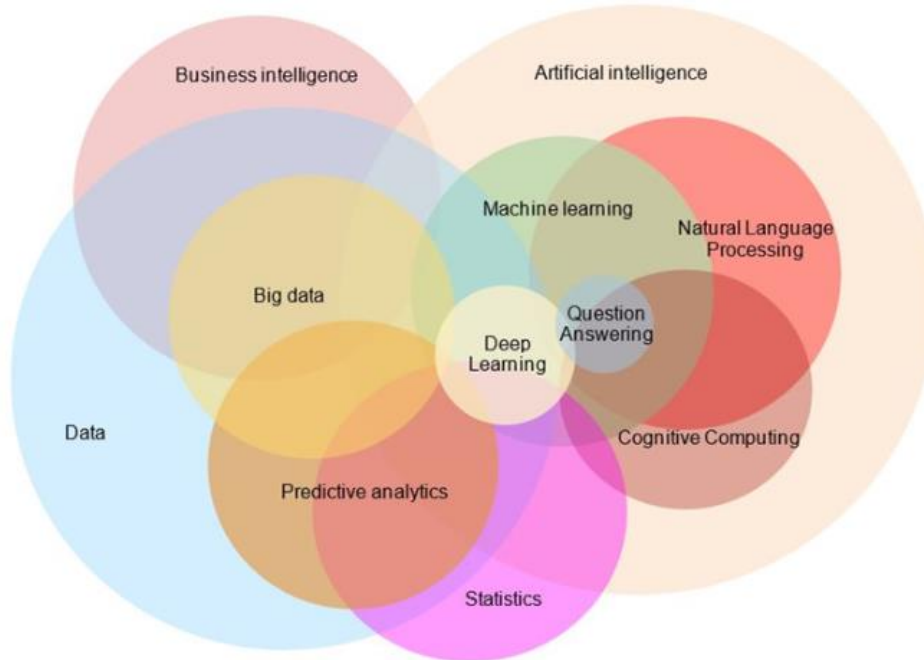 Business intelligence
Artificial intelligence
Machine learning
Natural Language
Processing
Big data
Question
Answering
Deep
Learning
Data
Cognitive Computing
Predictive analytics
Statistics